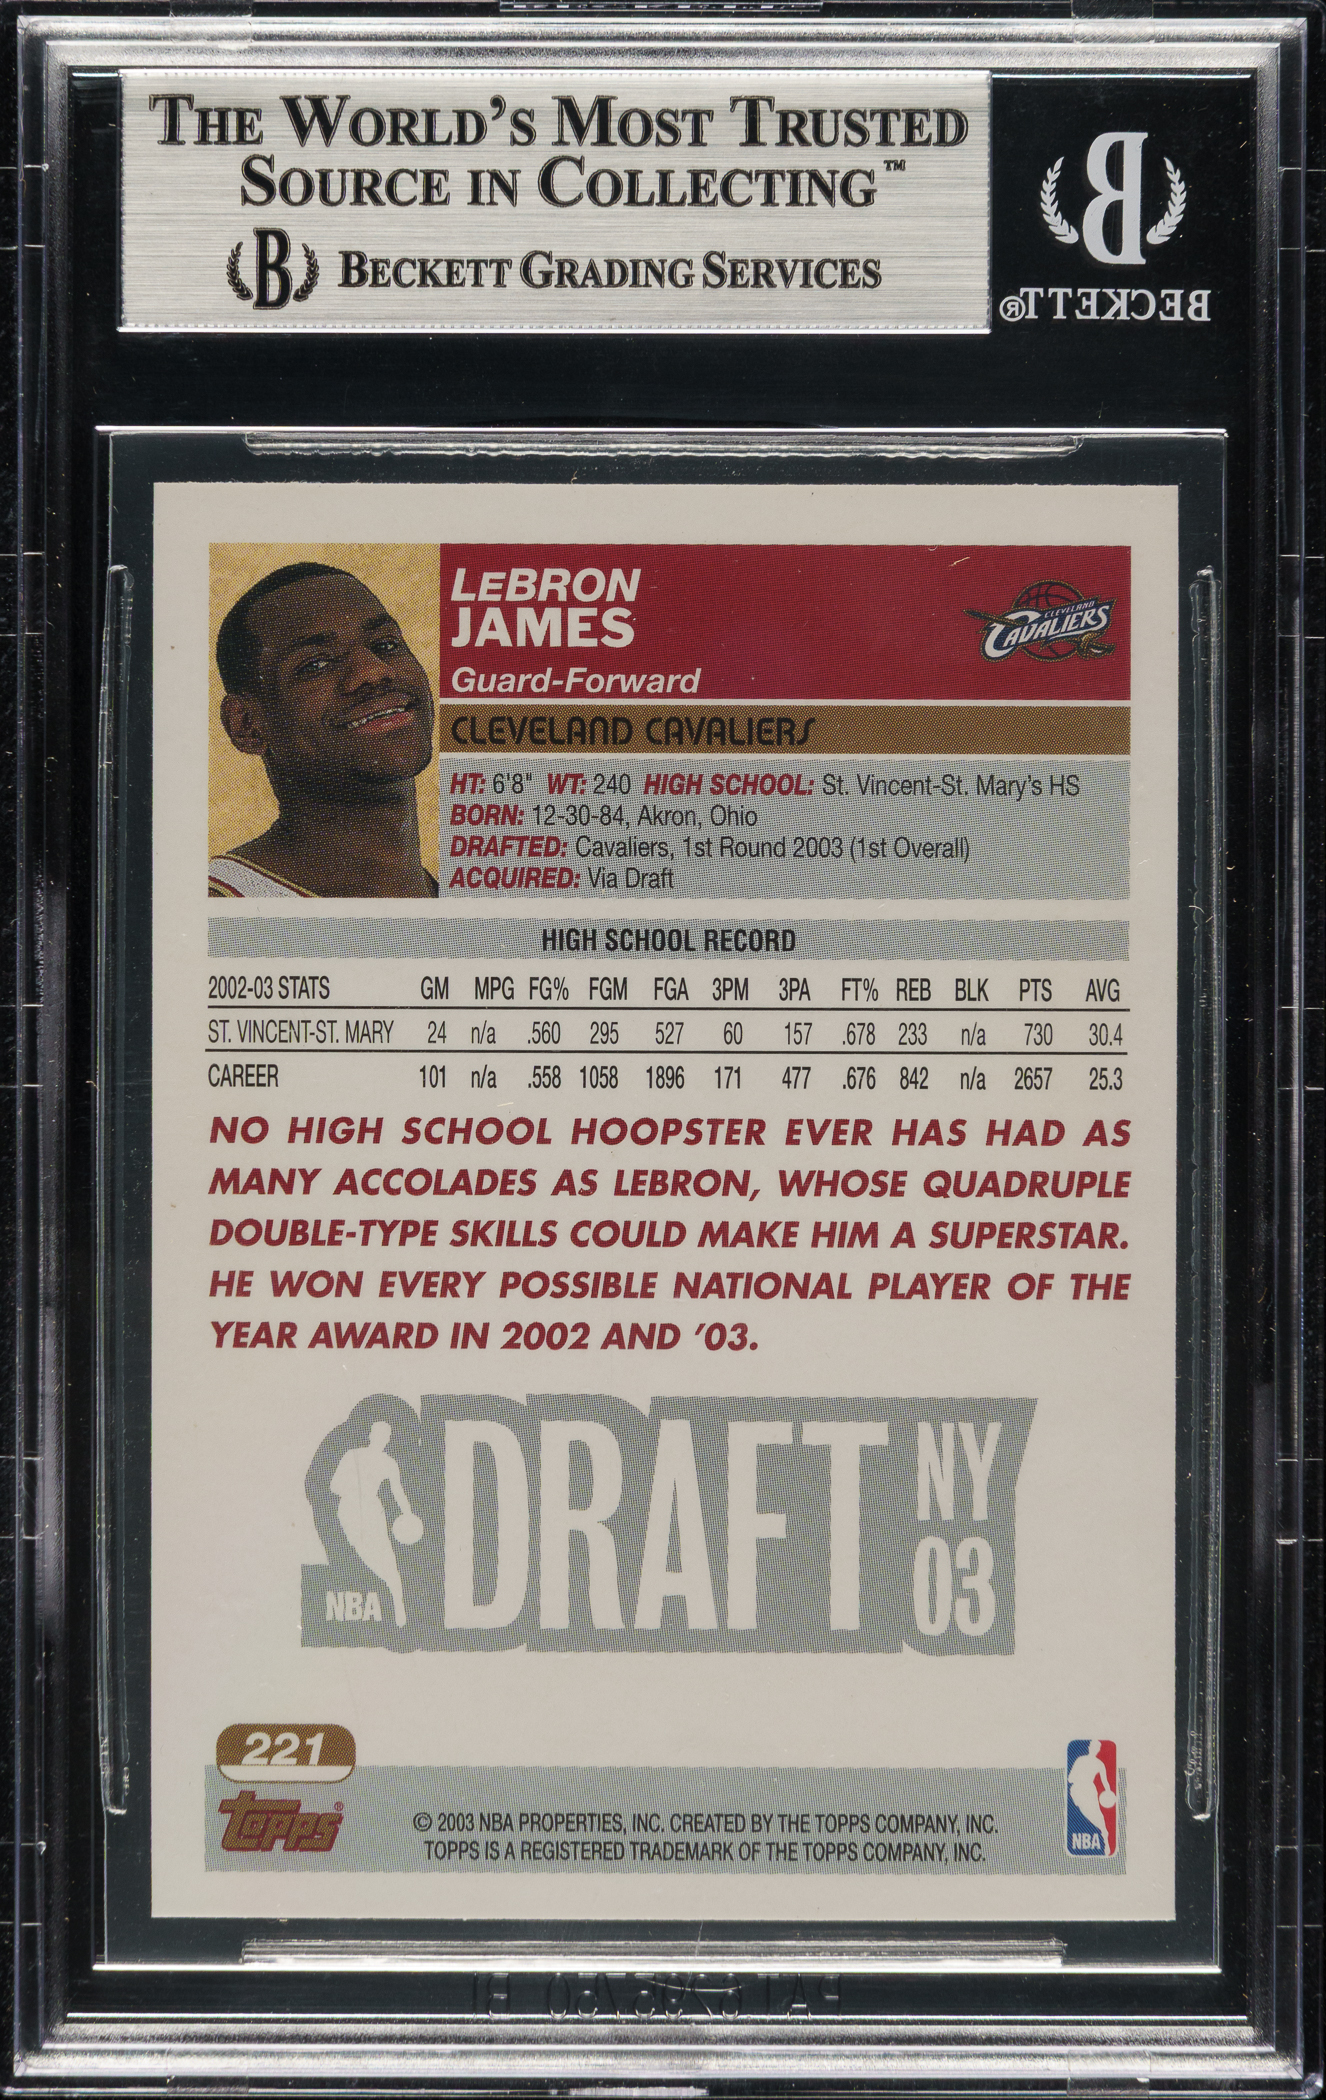 THE WORLD'S MOST TRUSTED
SOURCE IN COLLECTING™
B BECKETT GRADING SERVICES
B
BECKETT®
LEBRON
JAMES
Guard-Forward
CLEVELAND
CAVALIERS
CLEVELAND CAVALIERS
HT: 6'8" WT: 240 HIGH SCHOOL: St. Vincent-St. Mary's HS
BORN: 12-30-84, Akron, Ohio
DRAFTED: Cavaliers, 1st Round 2003 (1st Overall)
ACQUIRED: Via Draft
HIGH SCHOOL RECORD
2002-03 STATS GM MPG FG% FGM FGA 3PM 3PA FT% REB BLK PTS AVG
ST. VINCENT-ST. MARY 24 n/a .560 295 527 60 157 .678 233 n/a 730 30.4
CAREER 101 n/a .558 1058 1896 171 477 .676 842 n/a 2657 25.3
NO HIGH SCHOOL HOOPSTER EVER HAS HAD AS
MANY ACCOLADES AS LEBRON, WHOSE QUADRUPLE
DOUBLE-TYPE SKILLS COULD MAKE HIM A SUPERSTAR.
HE WON EVERY POSSIBLE NATIONAL PLAYER OF THE
YEAR AWARD IN 2002 AND '03.
NBA DRAFT NY 03
221
Topps®
© 2003 NBA PROPERTIES, INC. CREATED BY THE TOPPS COMPANY, INC.
TOPPS IS A REGISTERED TRADEMARK OF THE TOPPS COMPANY, INC.
NBA